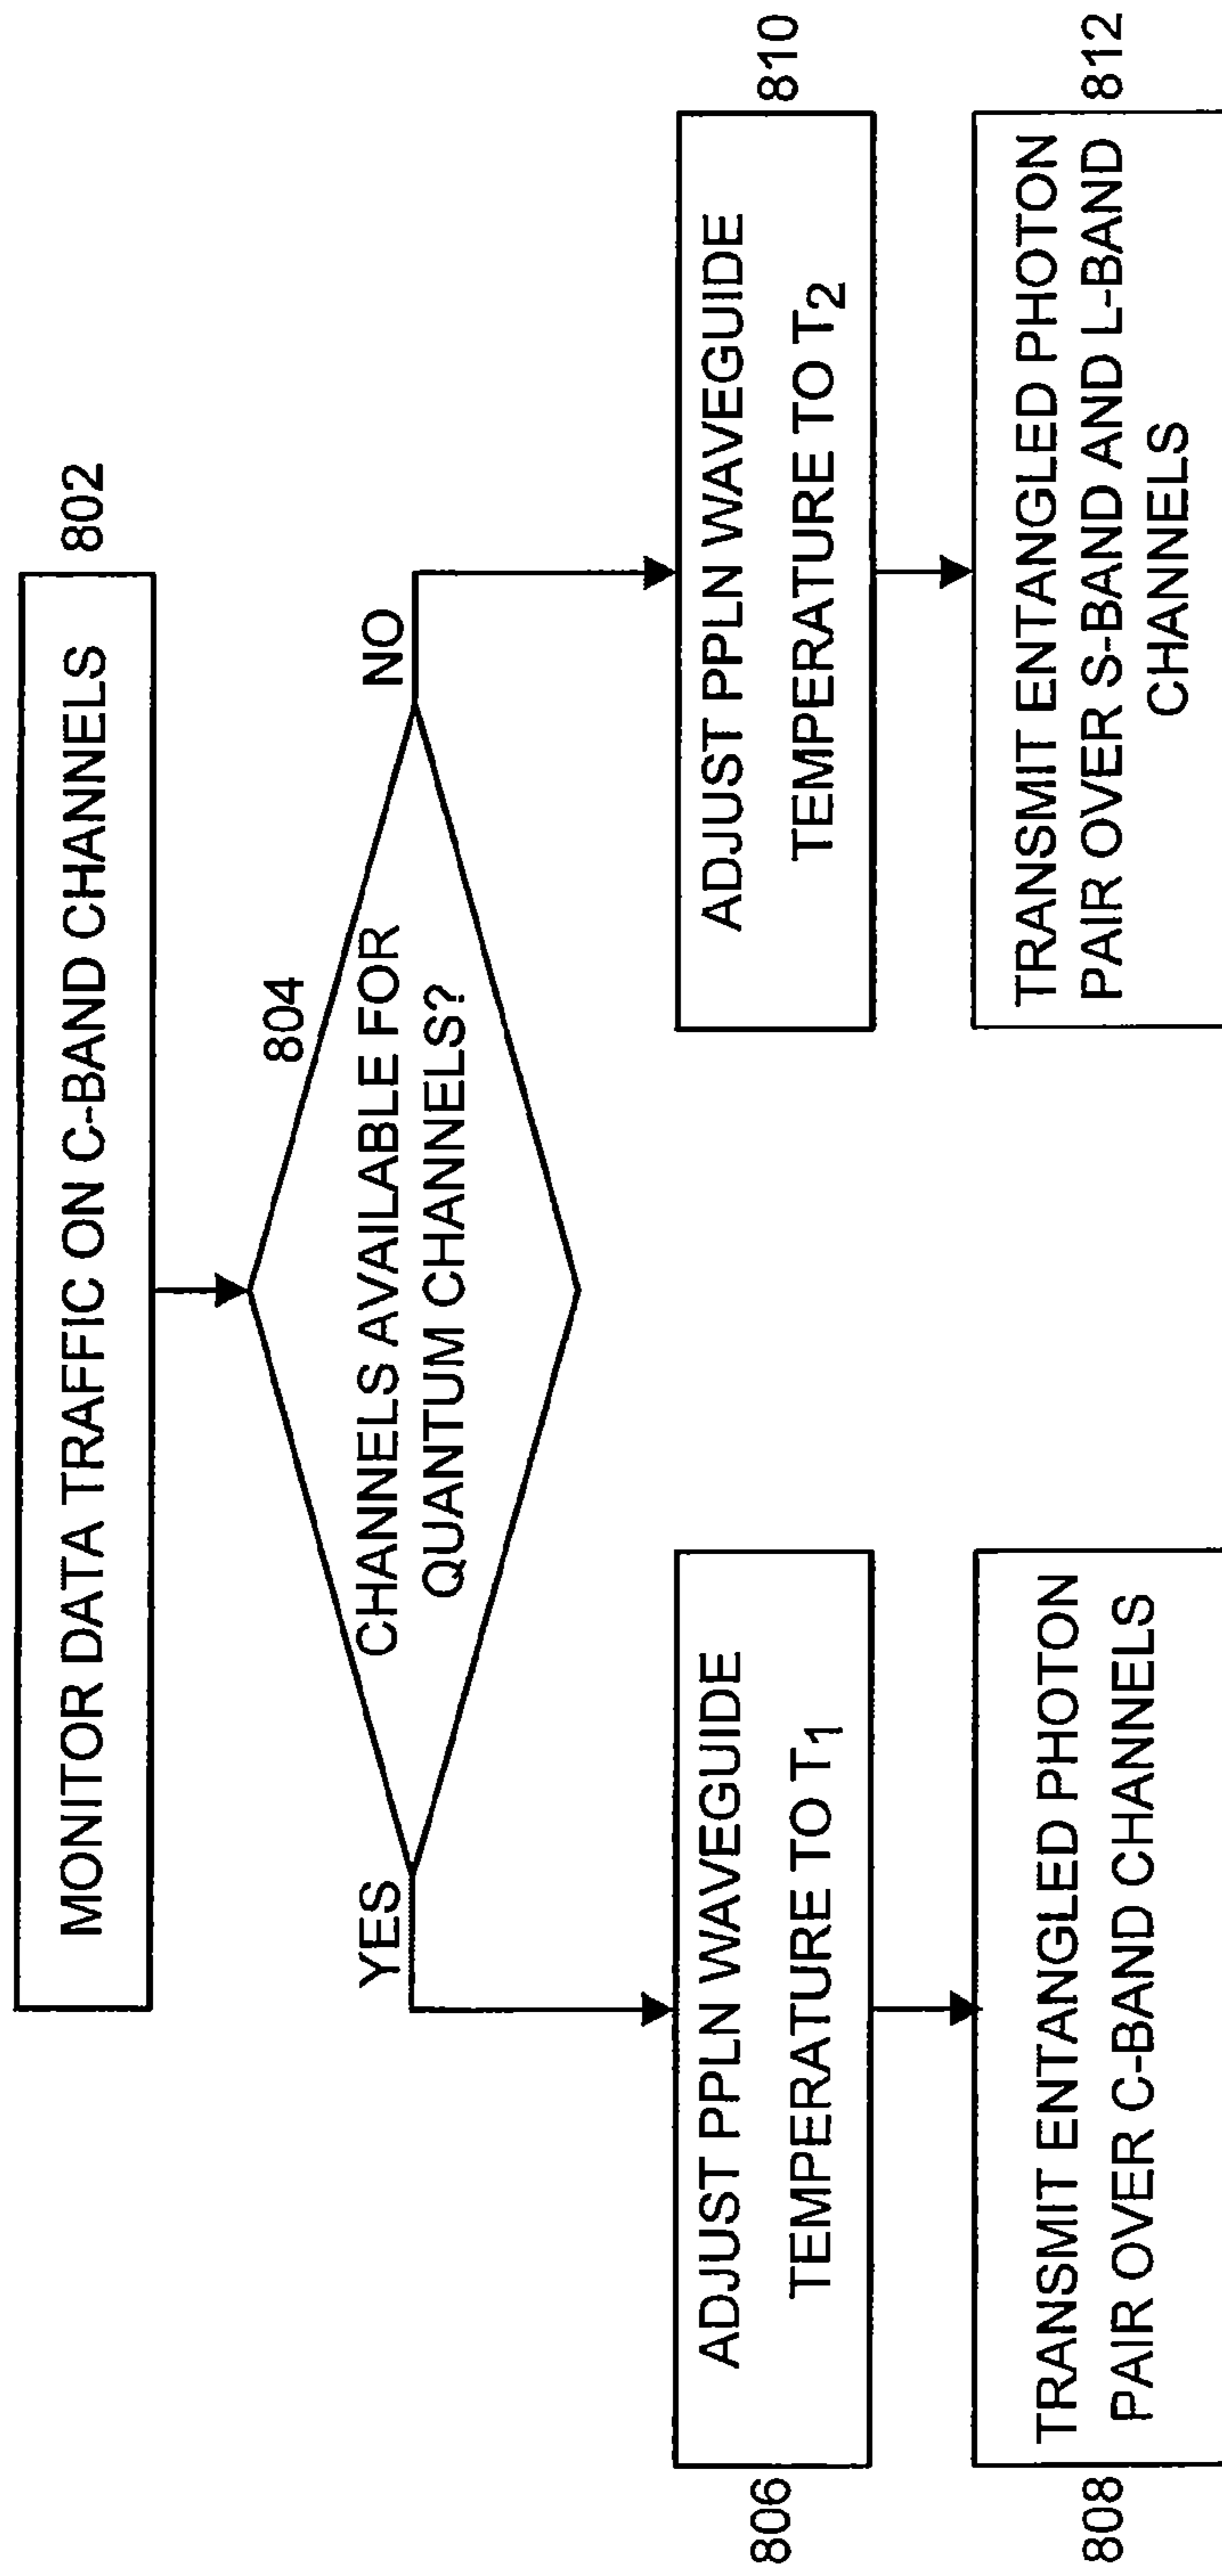 MONITOR DATA TRAFFIC ON C-BAND CHANNELS
802
804
CHANNELS AVAILABLE FOR
QUANTUM CHANNELS?
YES
NO
806
ADJUST PPLN WAVEGUIDE
TEMPERATURE TO T1
ADJUST PPLN WAVEGUIDE
TEMPERATURE TO T2
810
808
TRANSMIT ENTANGLED PHOTON
PAIR OVER C-BAND CHANNELS
TRANSMIT ENTANGLED PHOTON
PAIR OVER S-BAND AND L-BAND
CHANNELS
812